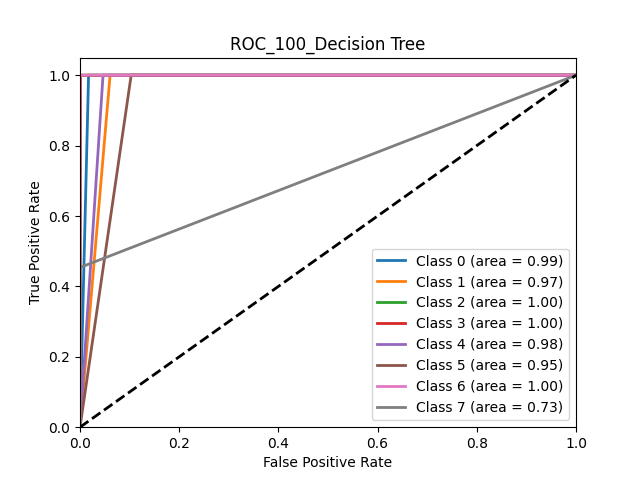 ROC_100_Decision Tree
1.0
0.8
0.6
0.4
0.2
0.0
True Positive Rate
0.0 0.2 0.4 0.6 0.8 1.0
False Positive Rate
Class 0 (area = 0.99)
Class 1 (area = 0.97)
Class 2 (area = 1.00)
Class 3 (area = 1.00)
Class 4 (area = 0.98)
Class 5 (area = 0.95)
Class 6 (area = 1.00)
Class 7 (area = 0.73)